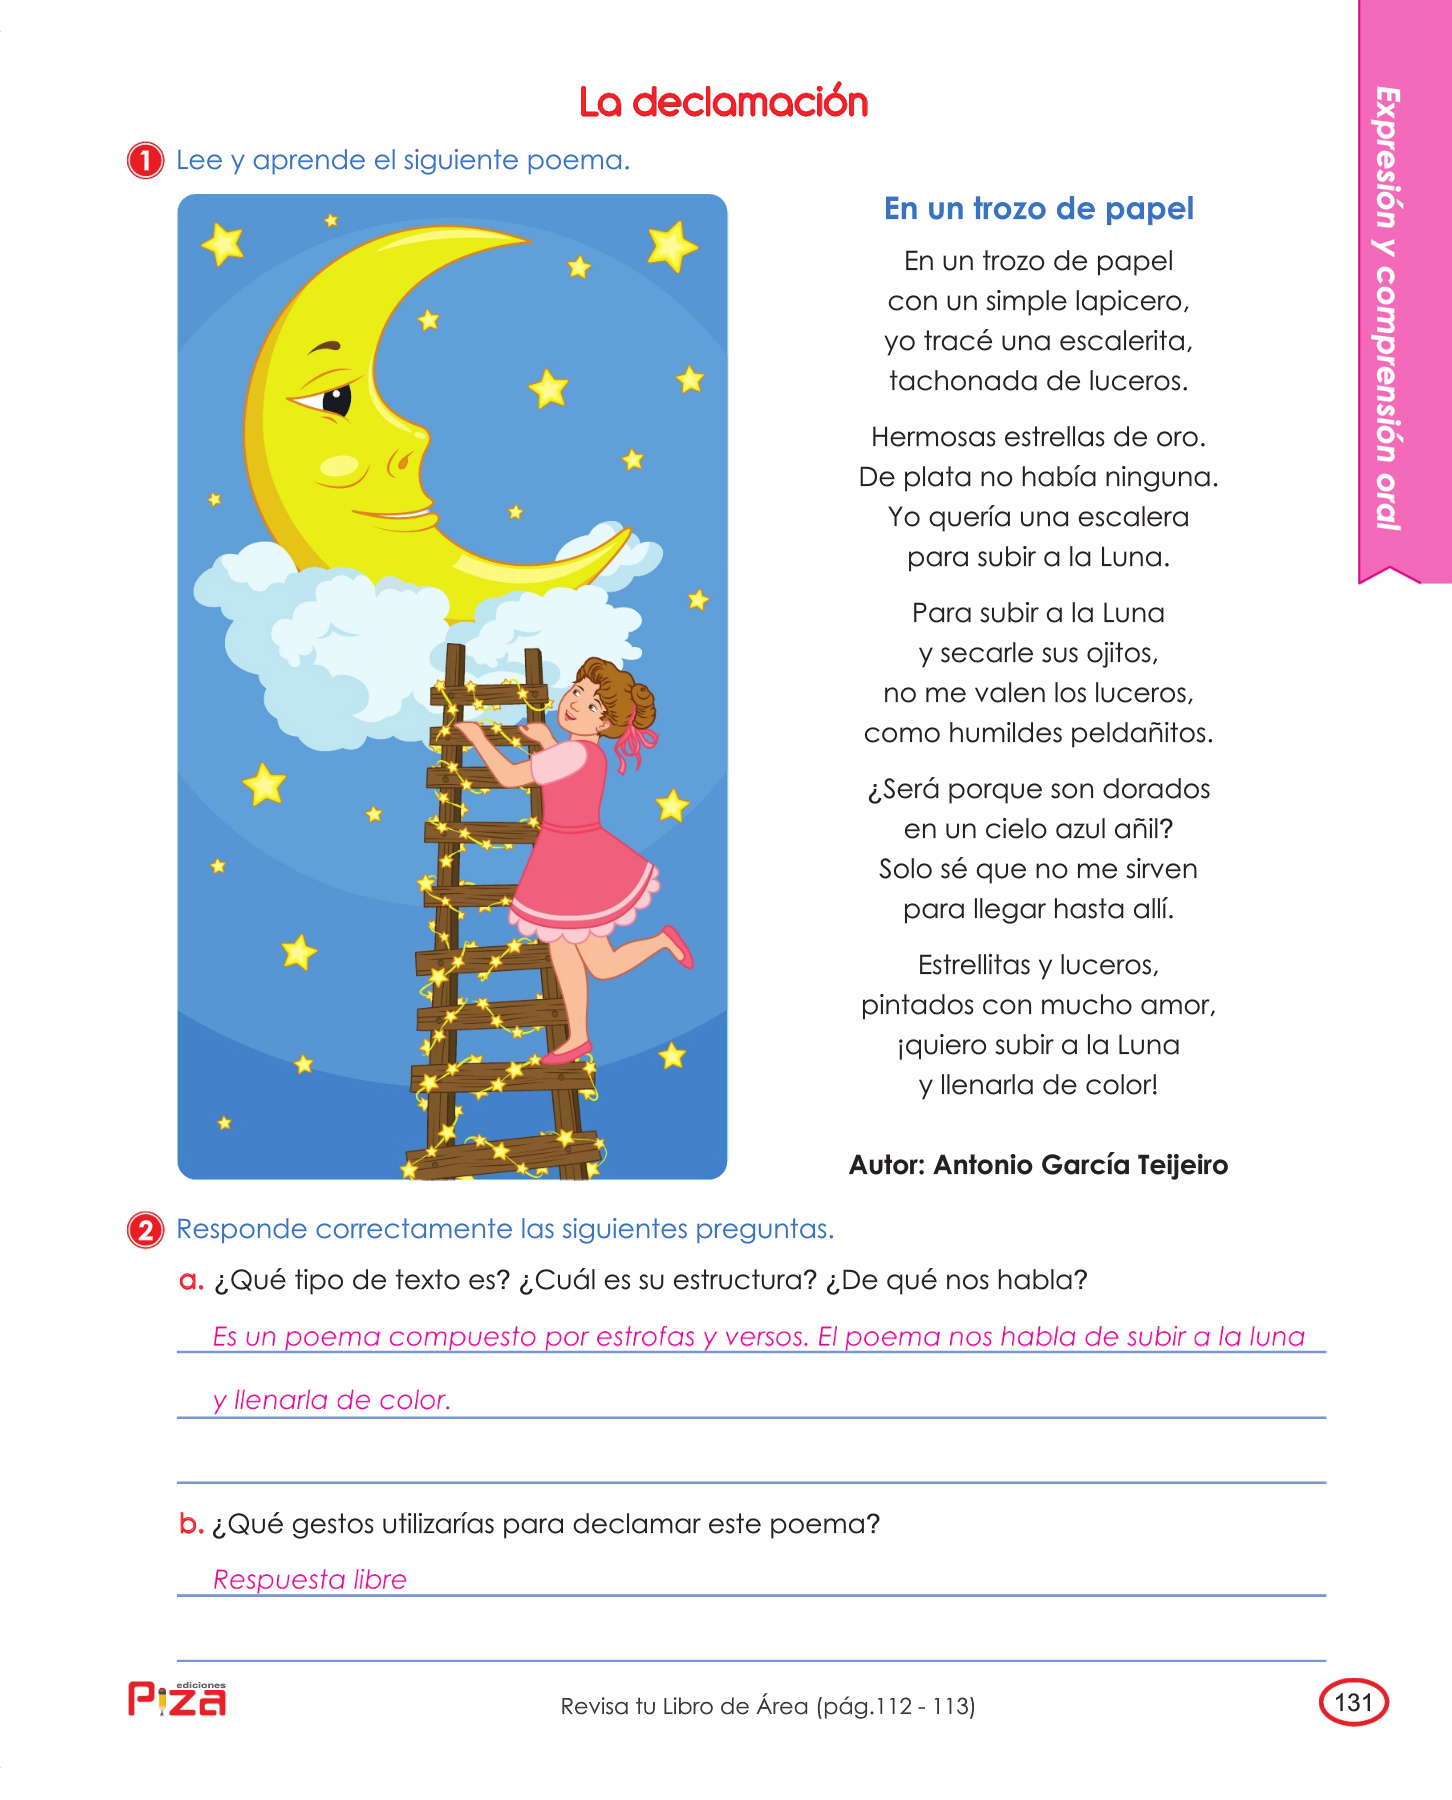 Expresión y comprensión oral
La declamación
1 Lee y aprende el siguiente poema.
En un trozo de papel
En un trozo de papel
con un simple lapicero,
yo tracé una escalerita,
tachonada de luceros.
Hermosas estrellas de oro.
De plata no había ninguna.
Yo quería una escalera
para subir a la Luna.
Para subir a la Luna
y secarle sus ojitos,
no me valen los luceros,
como humildes peldañitos.
¿Será porque son dorados
en un cielo azul añil?
Solo sé que no me sirven
para llegar hasta allí.
Estrellitas y luceros,
pintados con mucho amor,
¡quiero subir a la Luna
y llenarla de color!
Autor: Antonio García Teijeiro
2 Responde correctamente las siguientes preguntas.
a. ¿Qué tipo de texto es? ¿Cuál es su estructura? ¿De qué nos habla?
Es un poema compuesto por estrofas y versos. El poema nos habla de subir a la luna
y llenarla de color.
b. ¿Qué gestos utilizarías para declamar este poema?
Respuesta libre
ediciones
Piza
Revisa tu Libro de Área (pág.112 - 113)
131